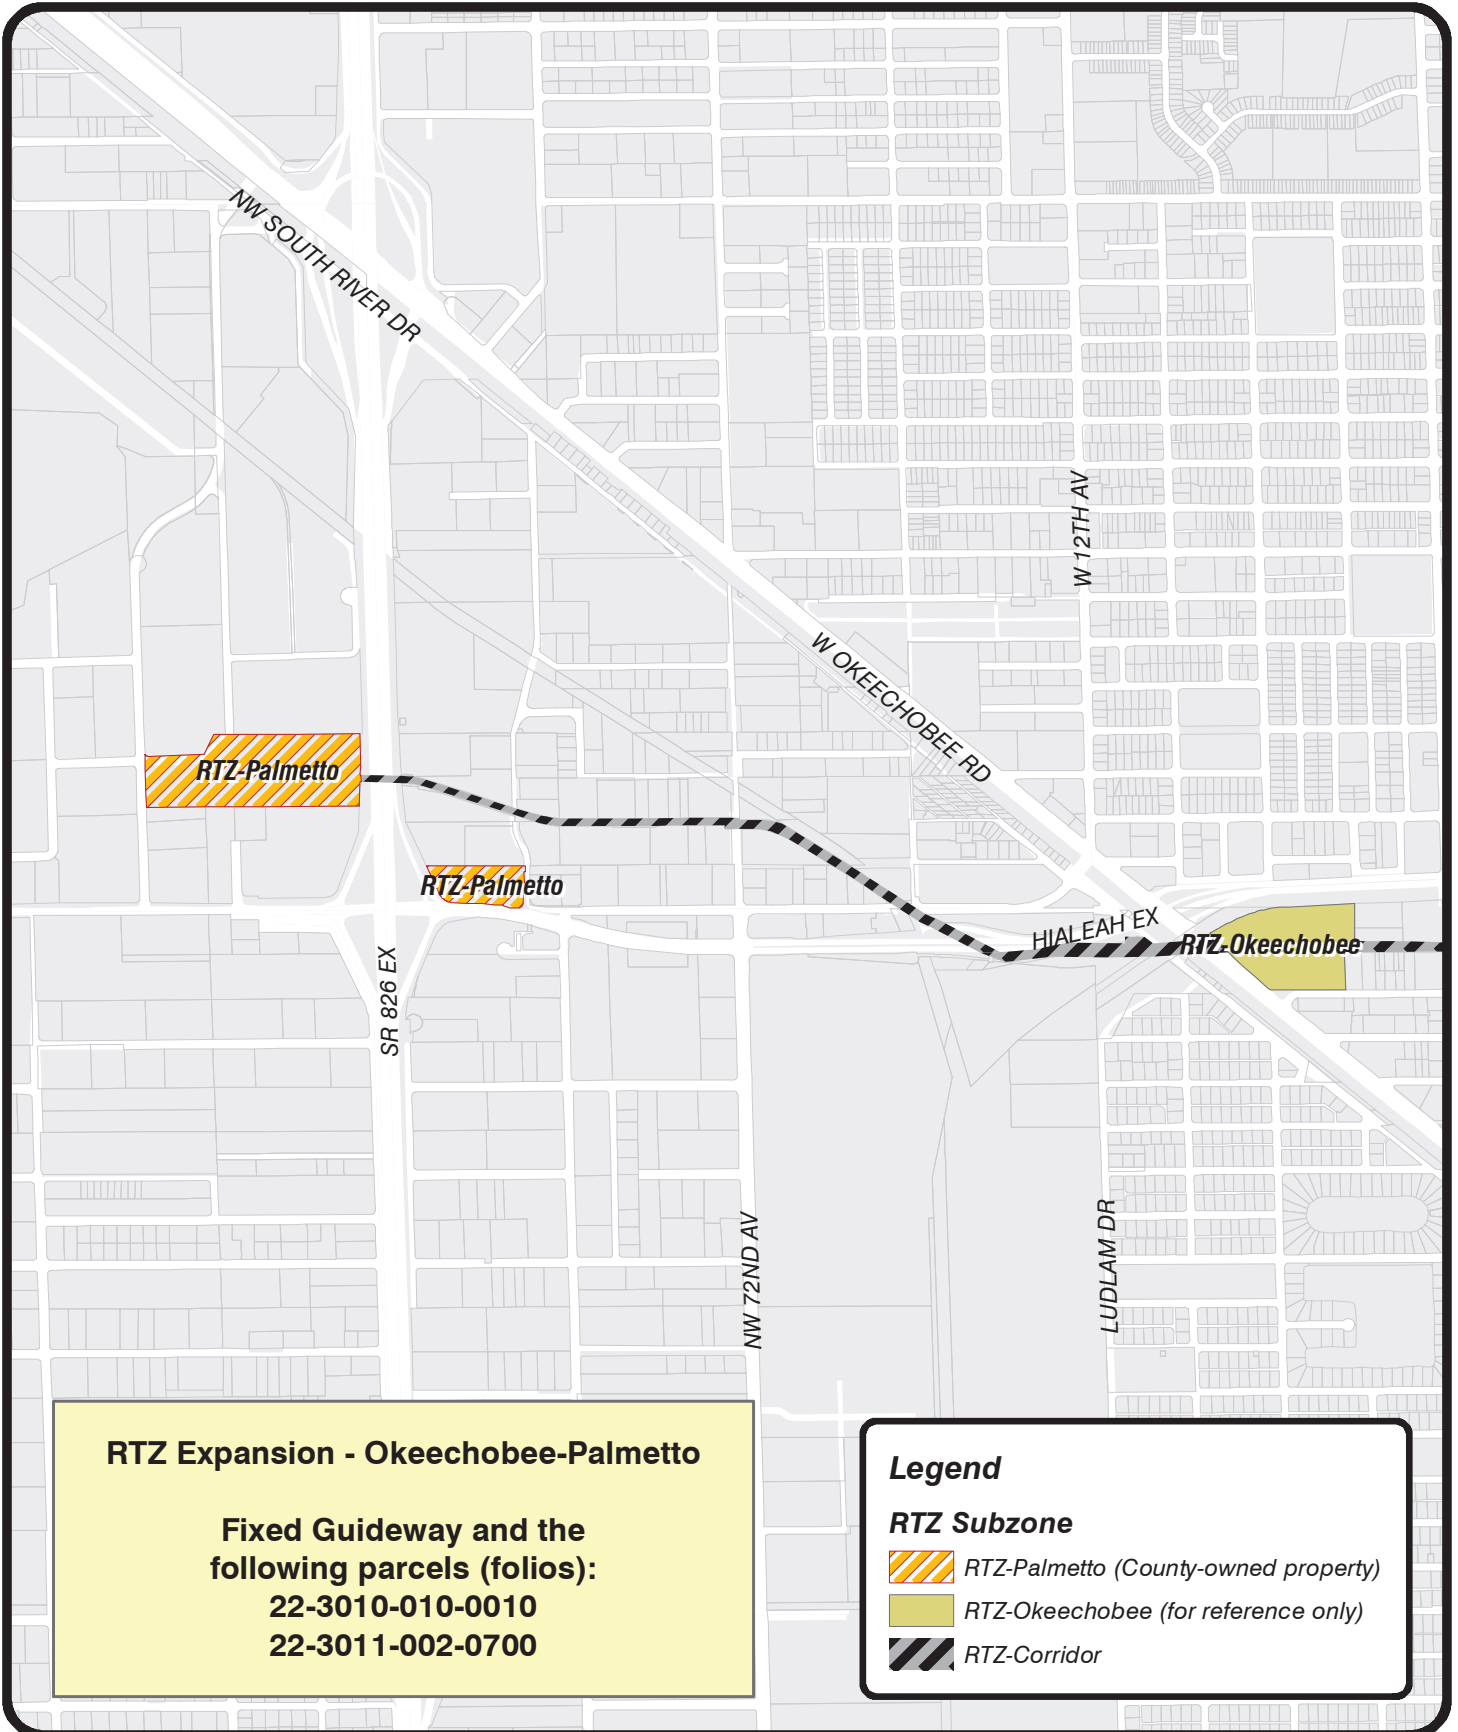 NW SOUTH RIVER DR
W 12TH AV
W OKEECHOBEE RD
RTZ-Palmetto
RTZ-Palmetto
HIALEAH EX
RTZ-Okeechobee
SR 826 EX
NW 72ND AV
LUDLAM DR
RTZ Expansion - Okeechobee-Palmetto
Fixed Guideway and the
following parcels (folios):
22-3010-010-0010
22-3011-002-0700
Legend
RTZ Subzone
RTZ-Palmetto (County-owned property)
RTZ-Okeechobee (for reference only)
RTZ-Corridor